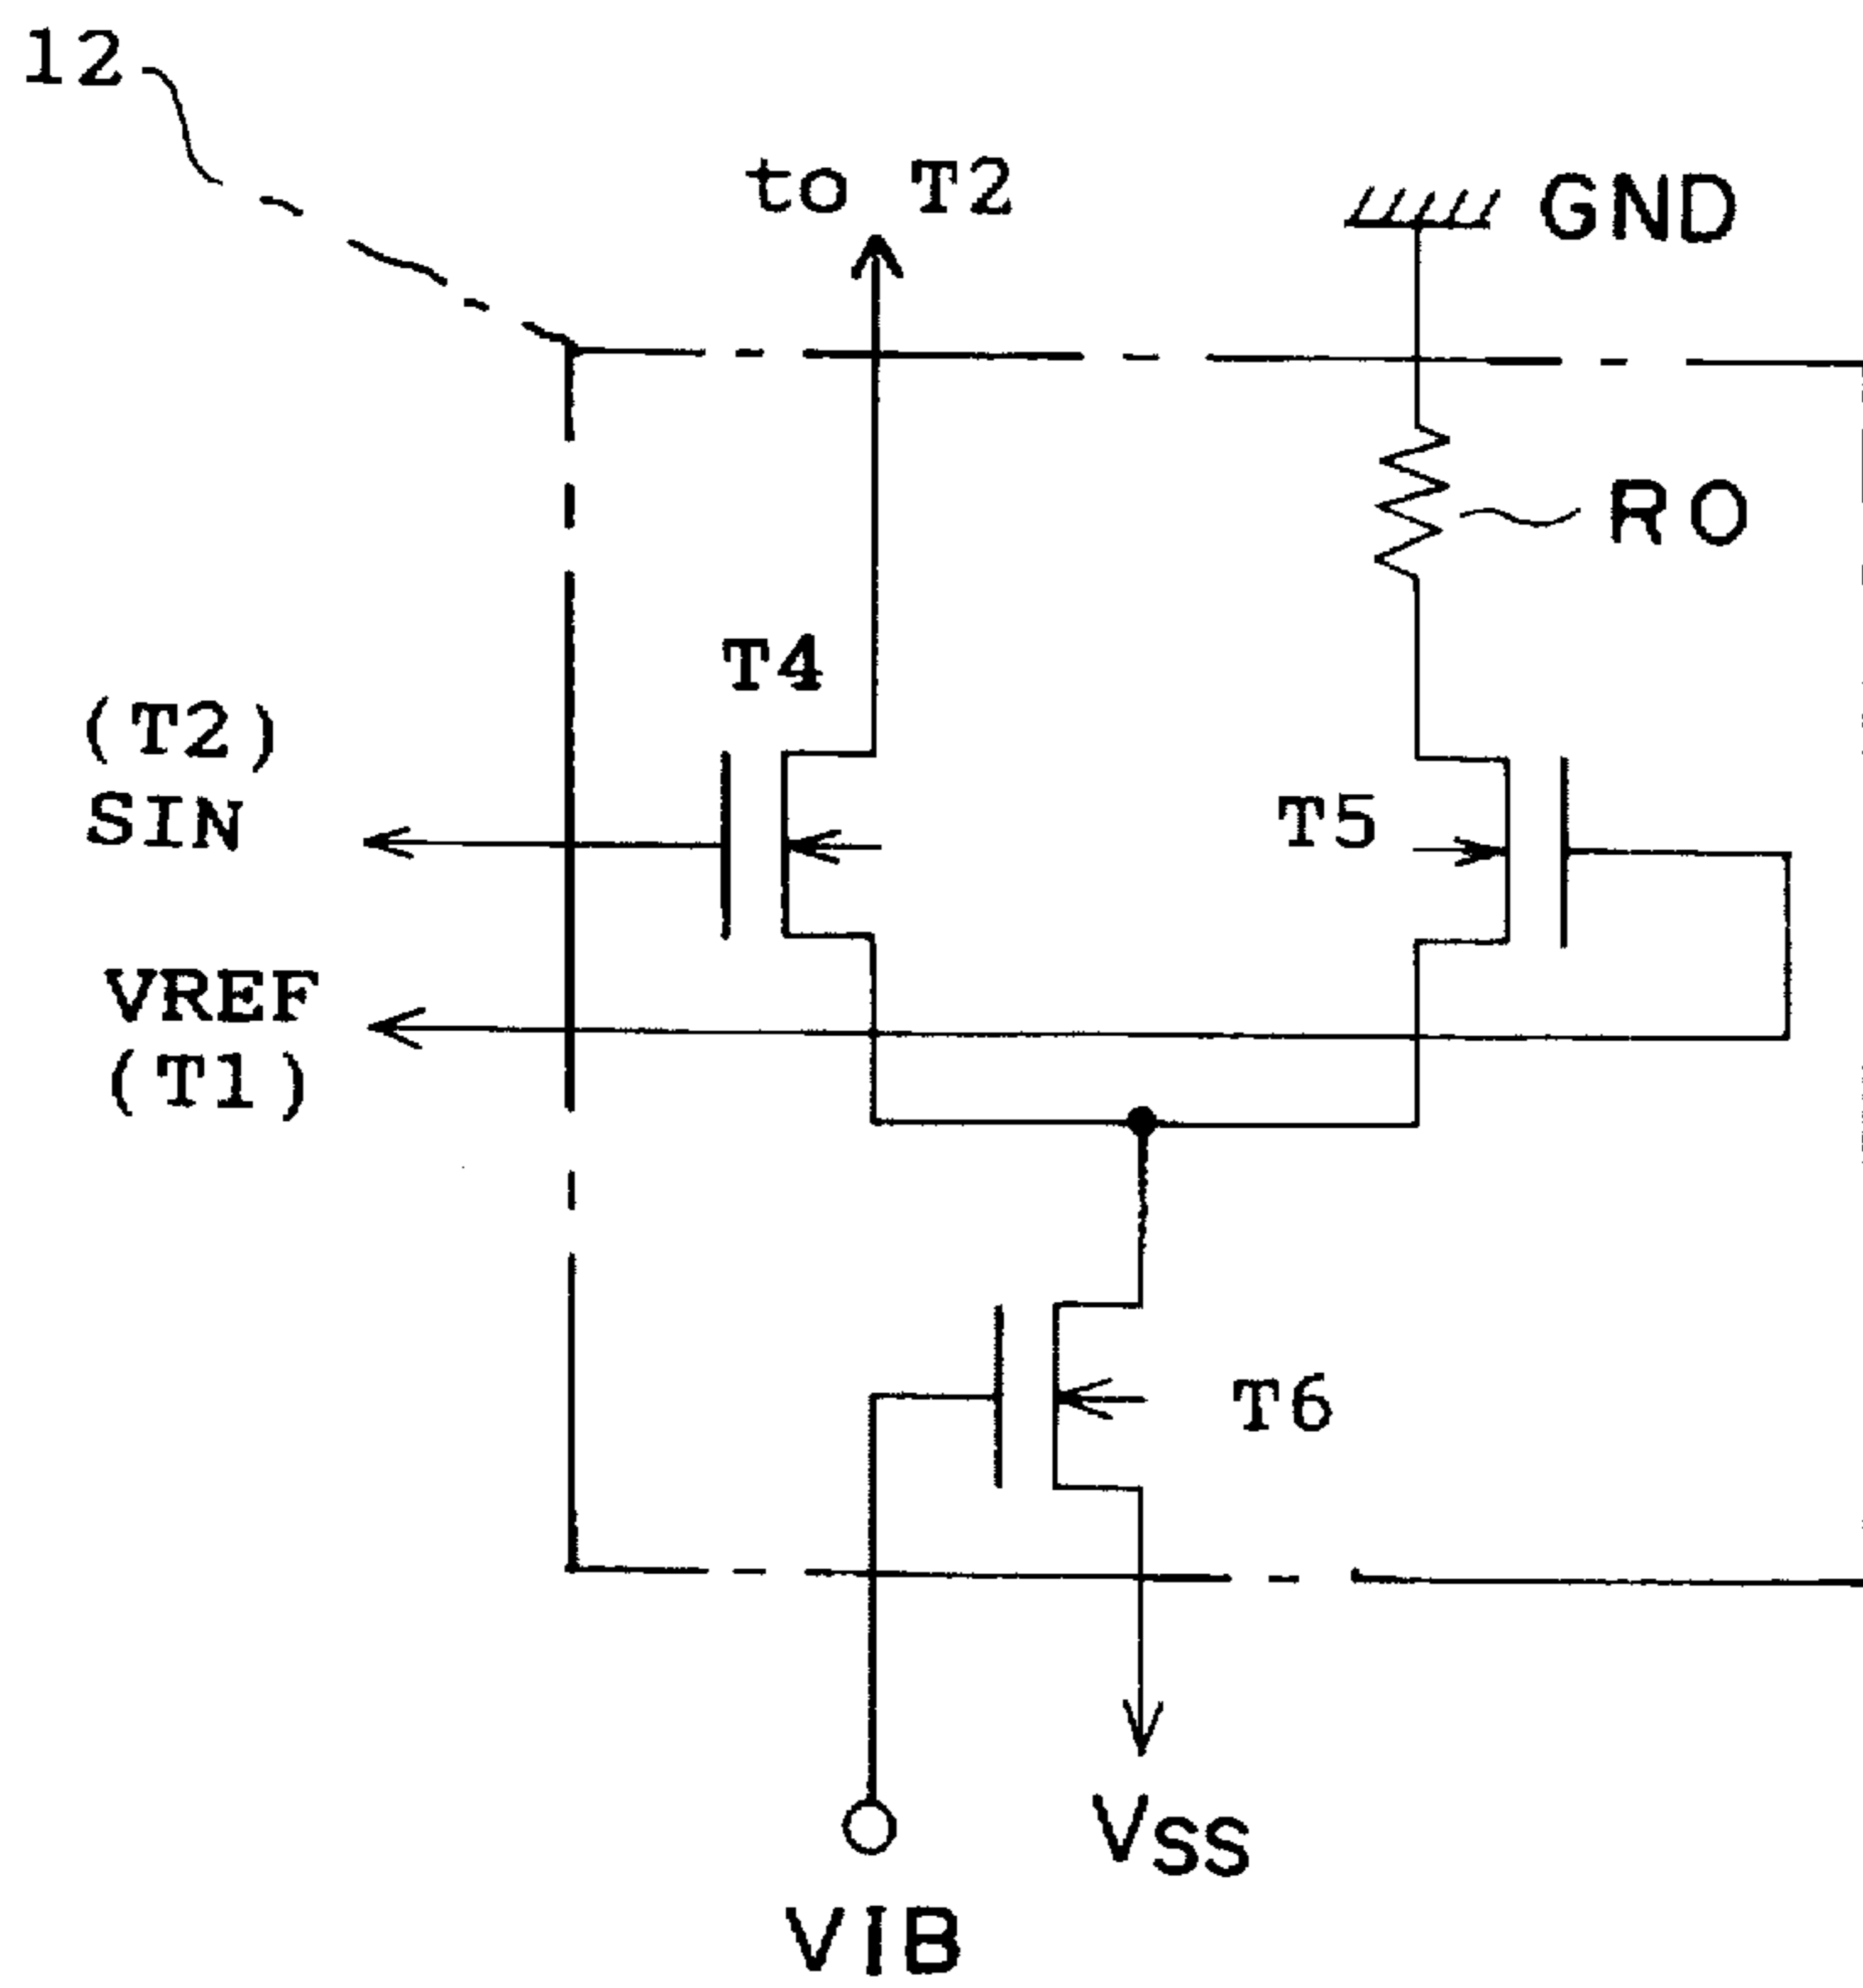 12
to T2
GND
RO
T4
(T2)
SIN
T5
VREF
(T1)
T6
VSS
VIB